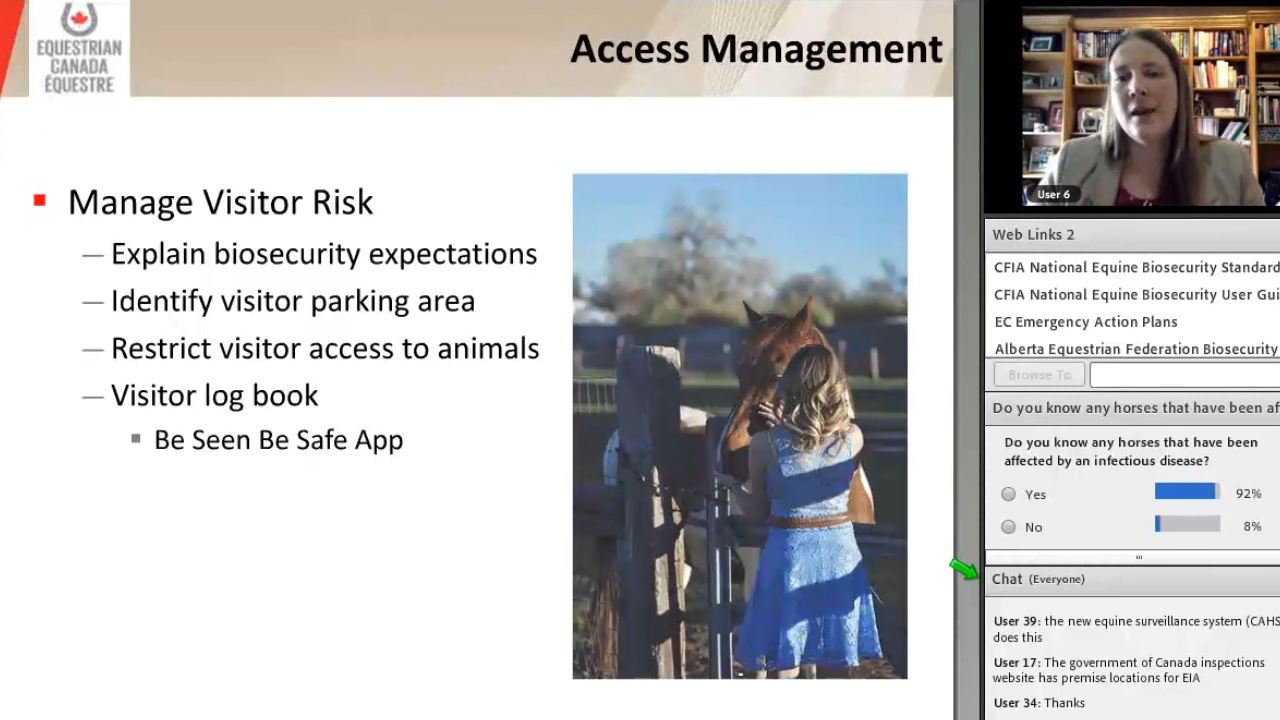 EQUESTRIAN
CANADA
ÉQUESTRE
Access Management
Manage Visitor Risk
— Explain biosecurity expectations
— Identify visitor parking area
— Restrict visitor access to animals
— Visitor log book
Be Seen Be Safe App
User 6
Web Links 2
CFIA National Equine Biosecurity Standard
CFIA National Equine Biosecurity User Gui
EC Emergency Action Plans
Alberta Equestrian Federation Biosecurity
Browse To
Do you know any horses that have been af
Do you know any horses that have been
affected by an infectious disease?
Yes 92%
No 8%
Chat (Everyone)
User 39: the new equine surveillance system (CAHS
does this
User 17: The government of Canada inspections
website has premise locations for EIA
User 34: Thanks